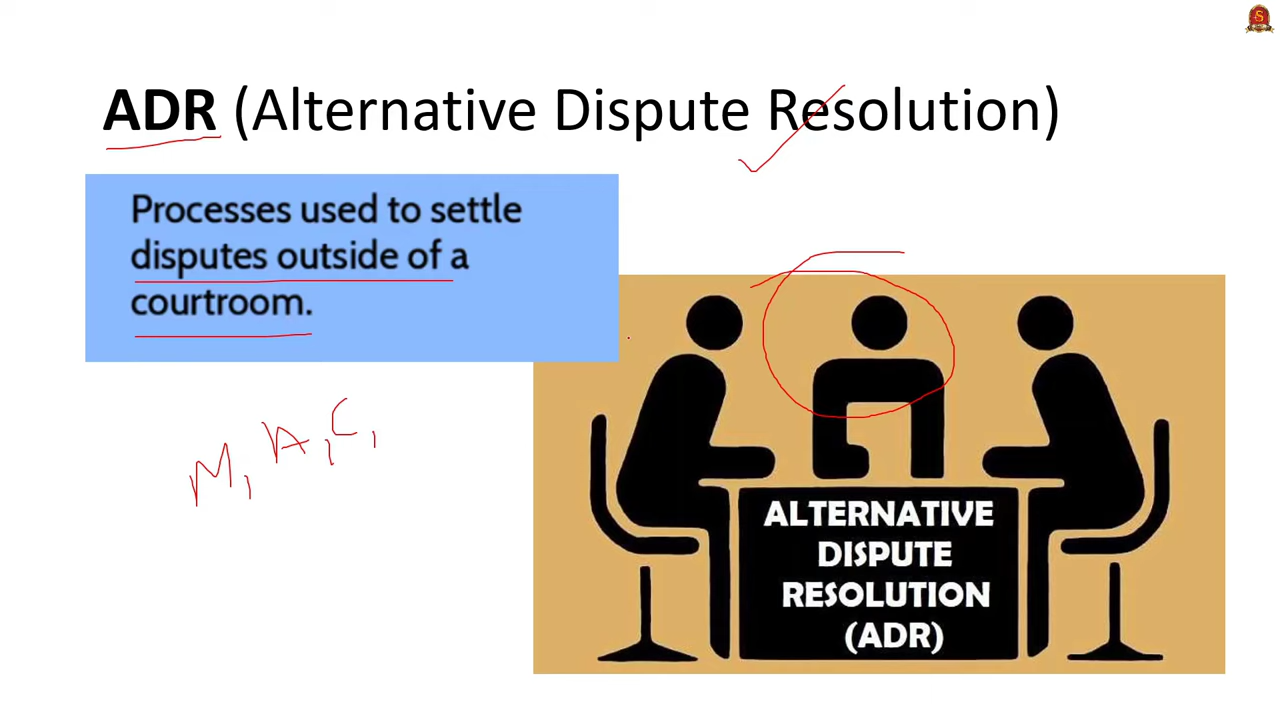 ADR (Alternative Dispute Resolution)
Processes used to settle
disputes outside of a
courtroom.
M, A, C,
ALTERNATIVE
DISPUTE
RESOLUTION
(ADR)